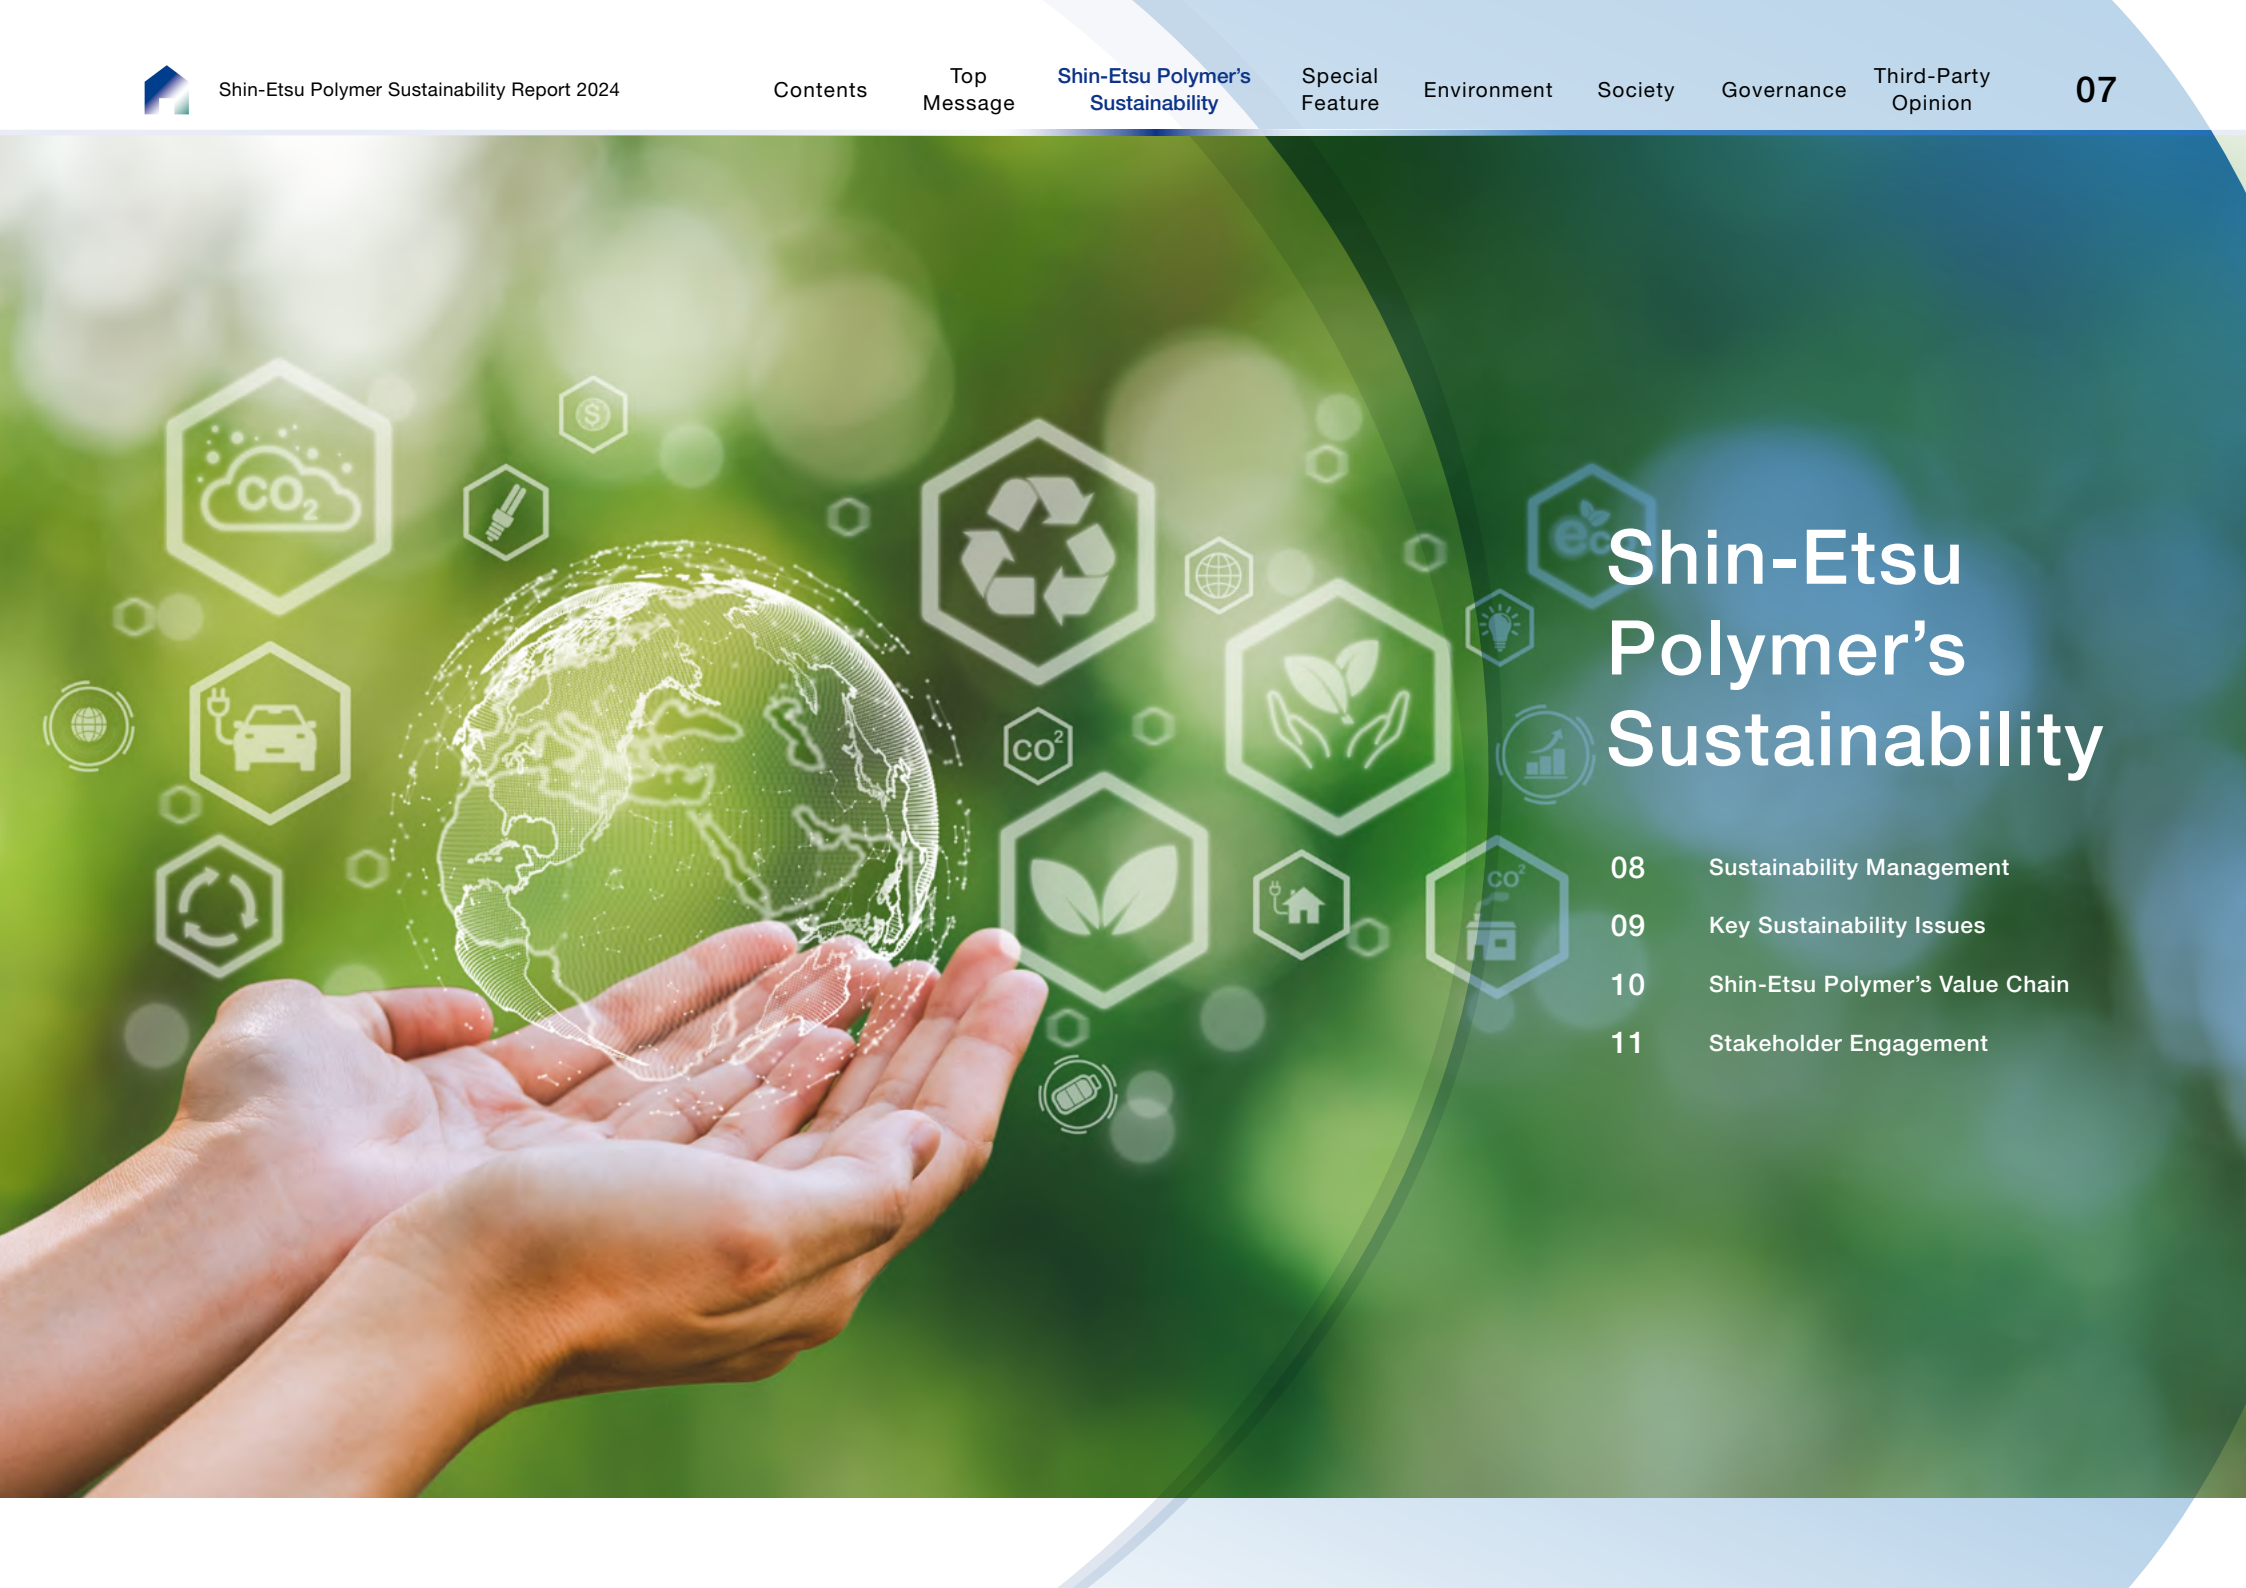 Shin-Etsu Polymer Sustainability Report 2024
Contents
Top
Message
Shin-Etsu Polymer’s
Sustainability
Special
Feature
Environment
Society
Governance
Third-Party
Opinion
07
CO₂
$
CO²
eco
CO²
Shin-Etsu
Polymer’s
Sustainability
08 Sustainability Management
09 Key Sustainability Issues
10 Shin-Etsu Polymer’s Value Chain
11 Stakeholder Engagement